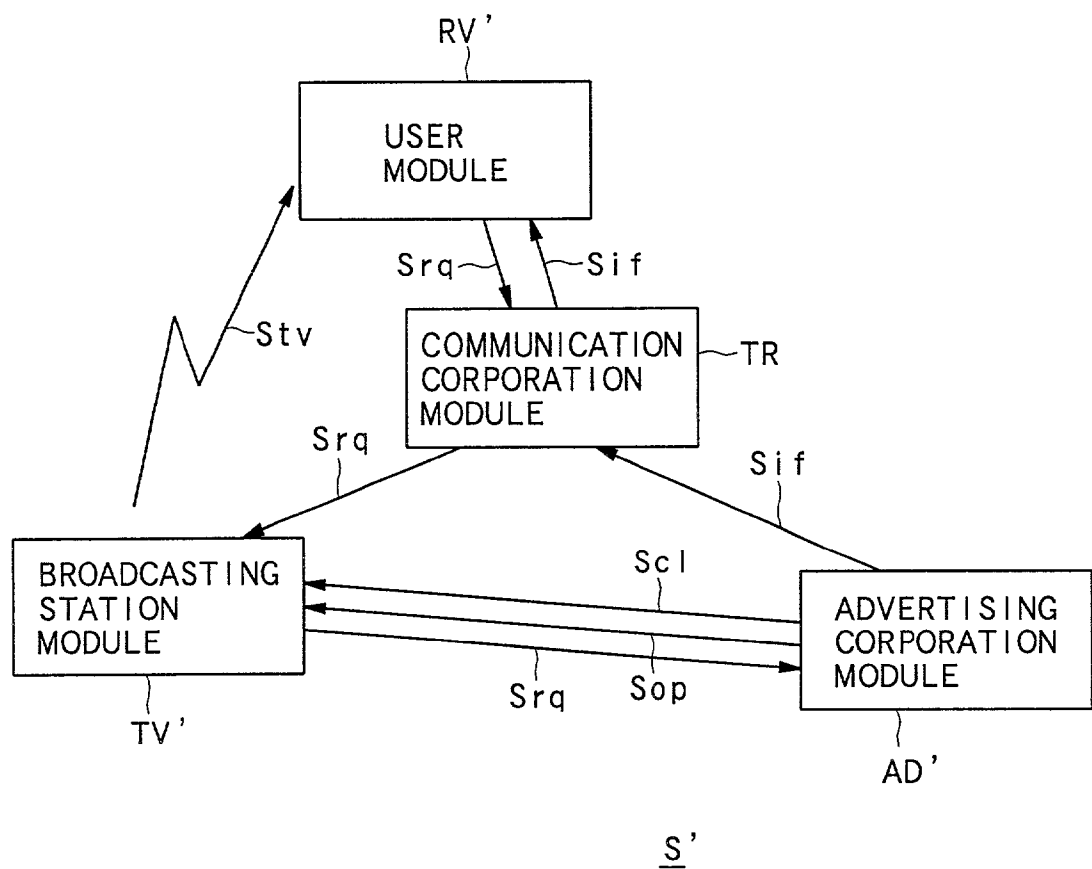 RV'
USER
MODULE
Srq
Sif
Stv
COMMUNICATION
CORPORATION
MODULE
TR
Srq
Sif
BROADCASTING
STATION
MODULE
Scl
ADVERTISING
CORPORATION
MODULE
Srq
Sop
TV'
AD'
S'